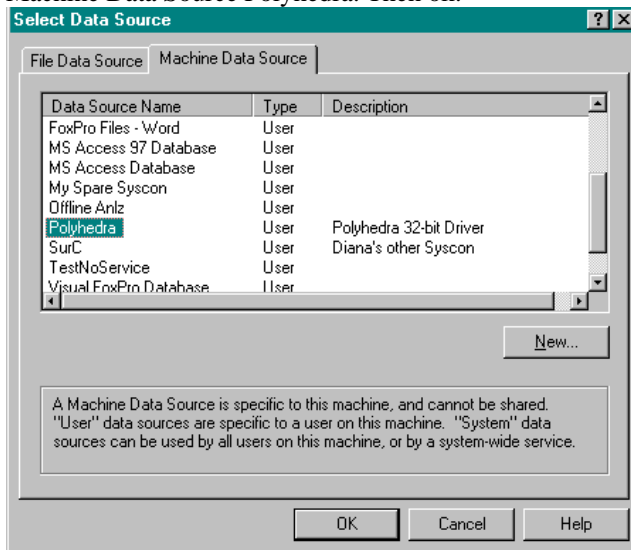 Machine Data Source Polyhedra. Then ok.
Select Data Source
File Data Source Machine Data Source
Data Source Name Type Description
FoxPro Files - Word User
MS Access 97 Database User
MS Access Database User
My Spare Syscon User
Offline Anlz User
Polyhedra User Polyhedra 32-bit Driver
SurC User Diana's other Syscon
TestNoService User
Visual FoxPro Database User
New...
A Machine Data Source is specific to this machine, and cannot be shared.
"User" data sources are specific to a user on this machine. "System" data
sources can be used by all users on this machine, or by a system-wide service.
OK Cancel Help